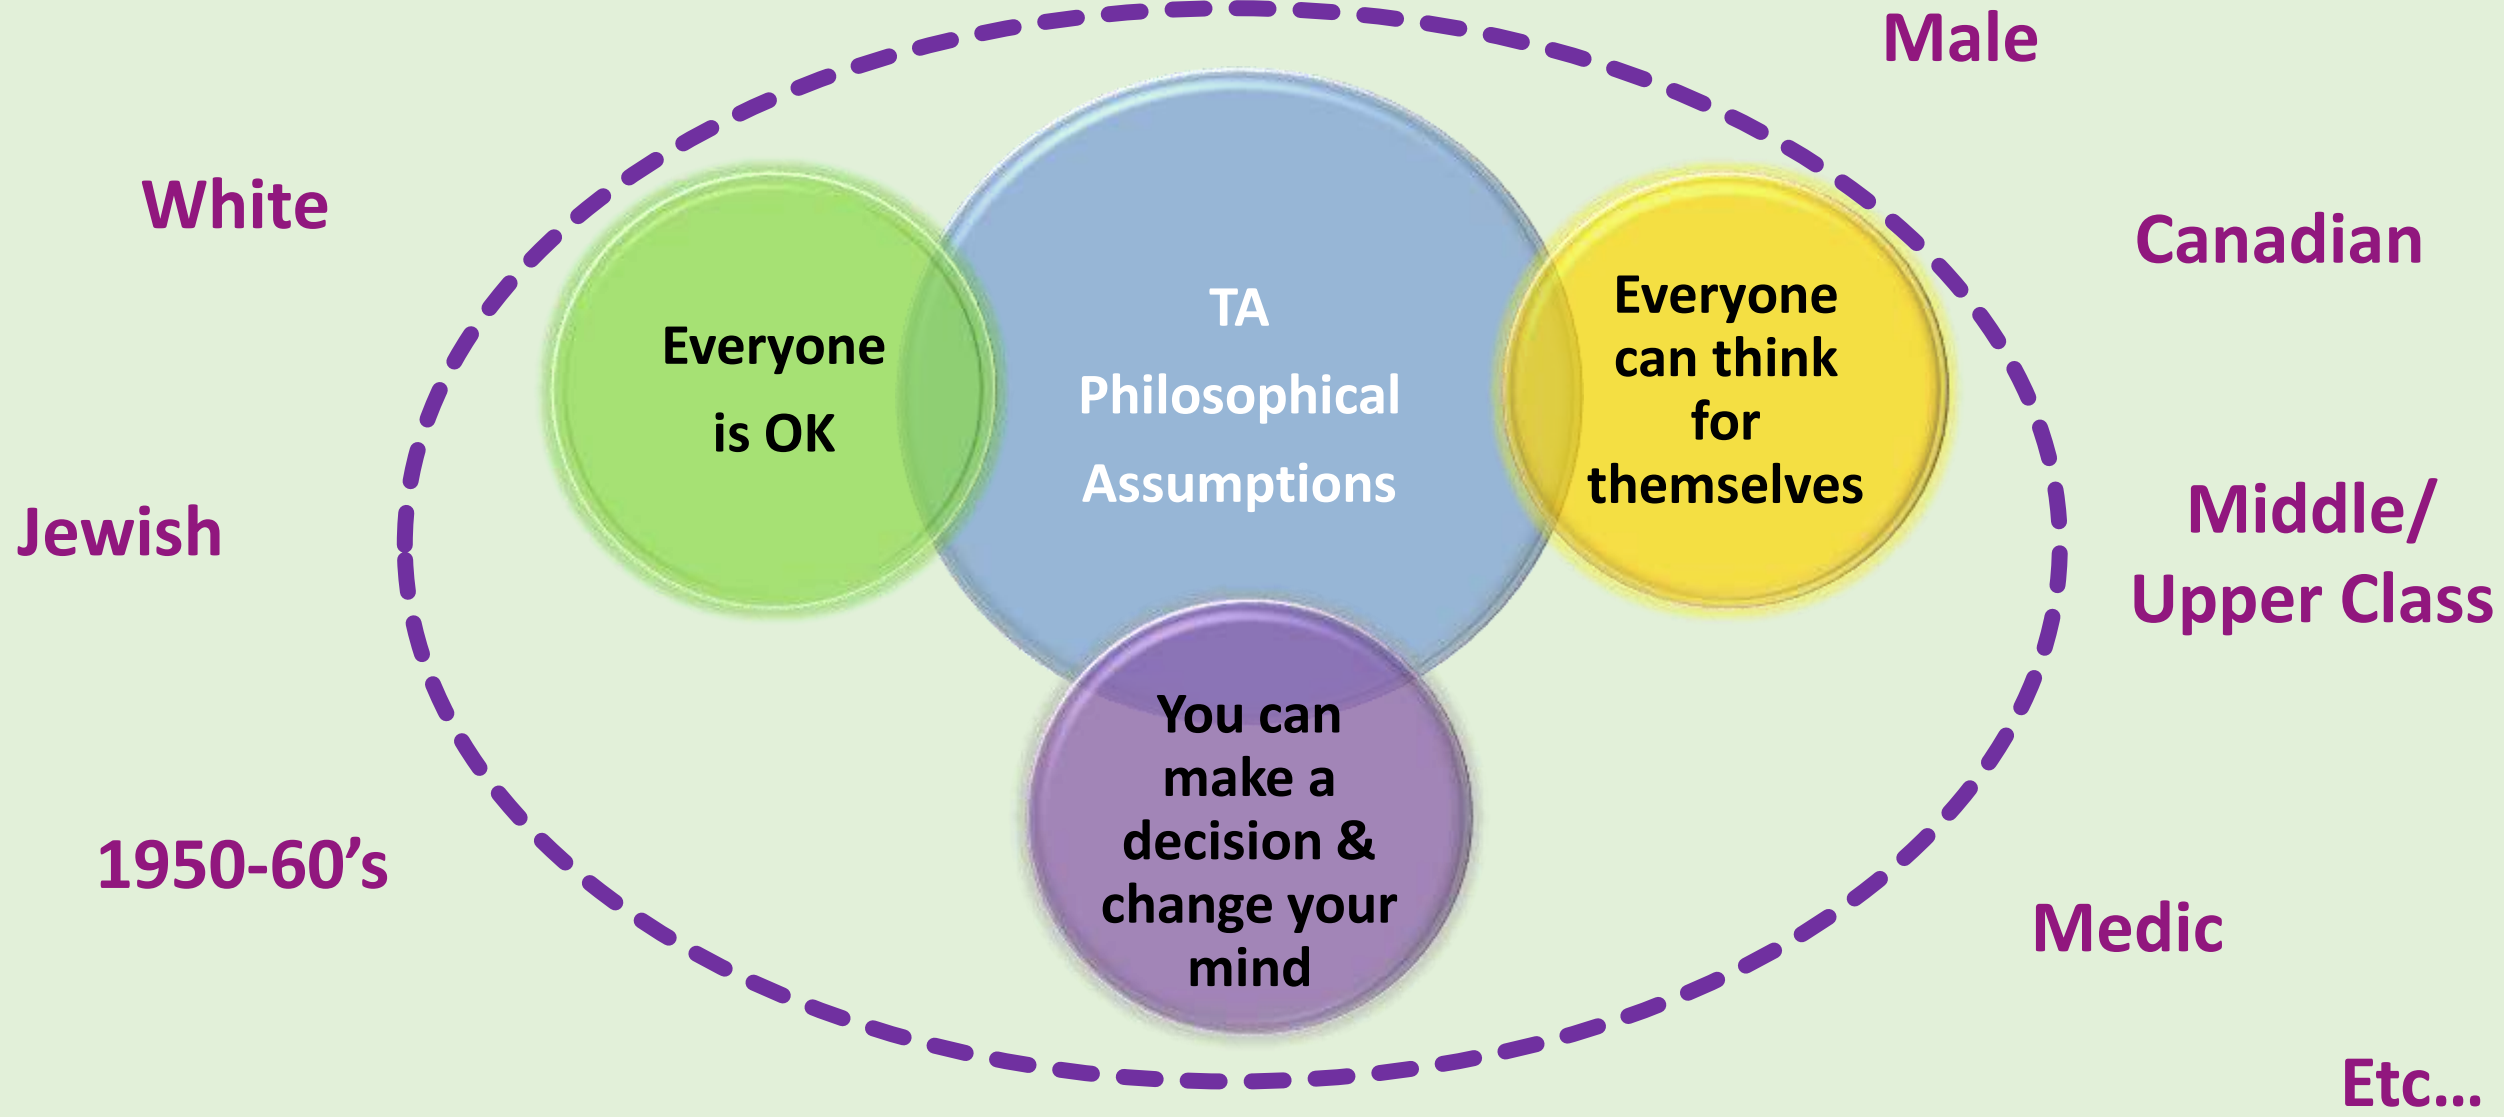 Male
White
Canadian
Jewish
Middle/
Upper Class
1950-60’s
Medic
Etc...
TA
Philosophical
Assumptions
Everyone
is OK
Everyone
can think
for
themselves
You can
make a
decision &
change your
mind